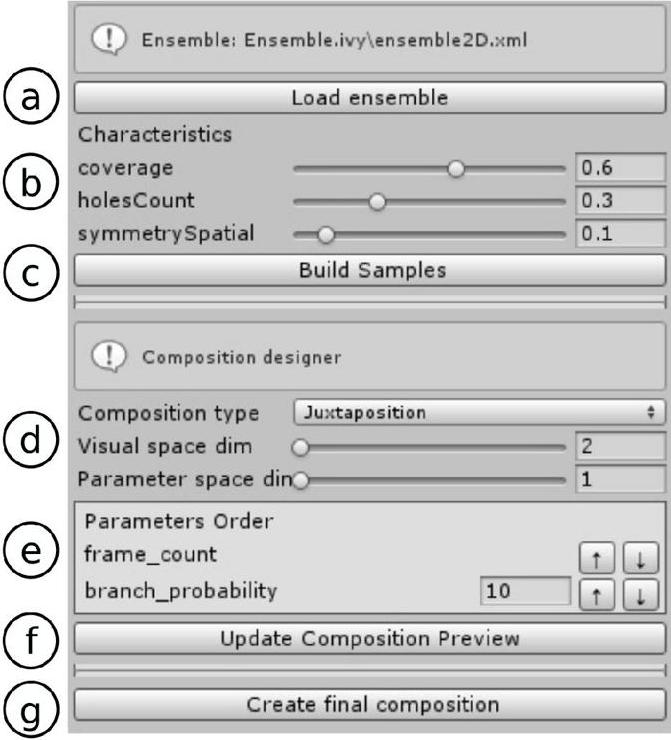 Ensemble: Ensemble.ivy\ensemble2D.xml
a Load ensemble
Characteristics
b coverage 0.6
holesCount 0.3
symmetrySpatial 0.1
c Build Samples
Composition designer
Composition type Juxtaposition
d Visual space dim 2
Parameter space din 1
Parameters Order
e frame_count ↑ ↓
branch_probability 10 ↑ ↓
f Update Composition Preview
g Create final composition